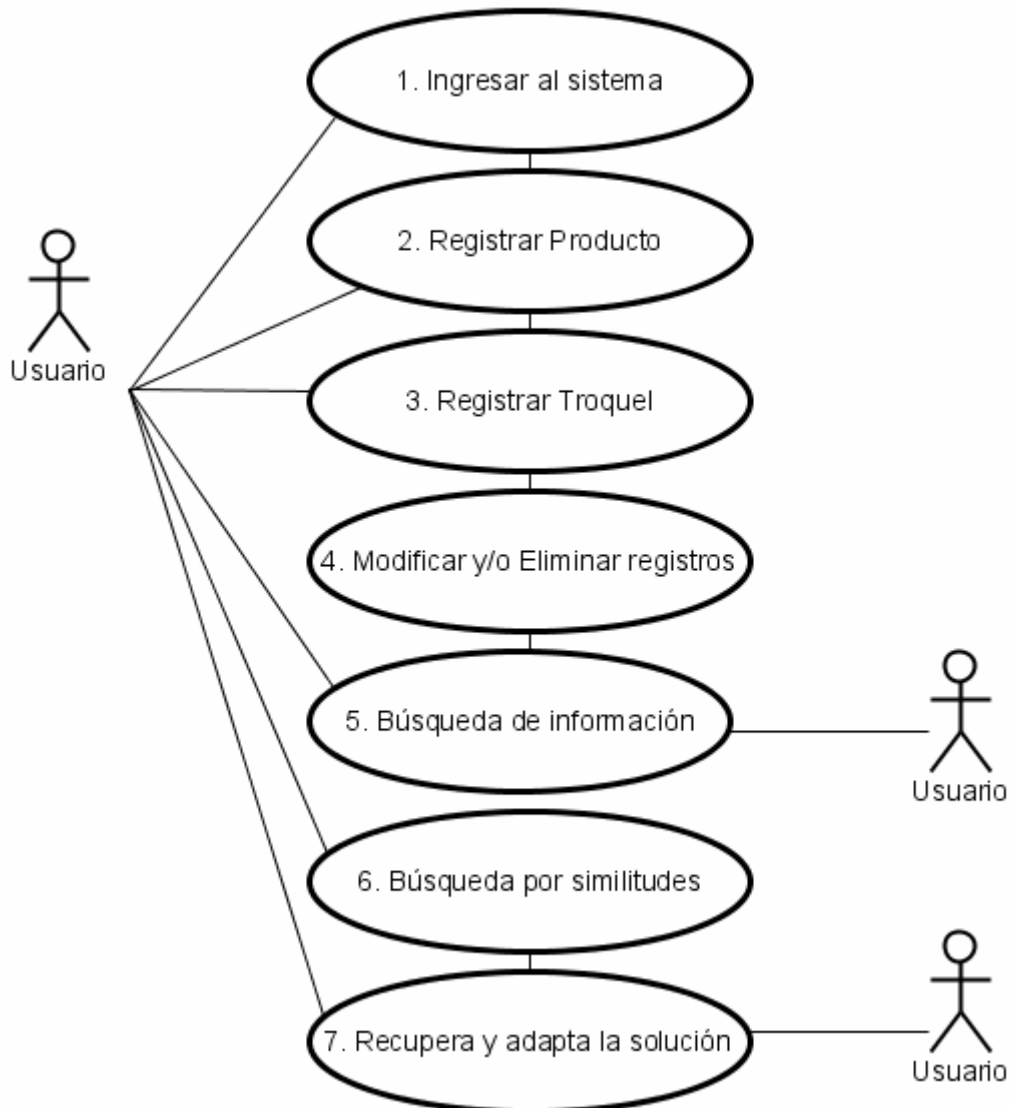 1. Ingresar al sistema
2. Registrar Producto
Usuario
3. Registrar Troquel
4. Modificar y/o Eliminar registros
5. Búsqueda de información
Usuario
6. Búsqueda por similitudes
7. Recupera y adapta la solución
Usuario